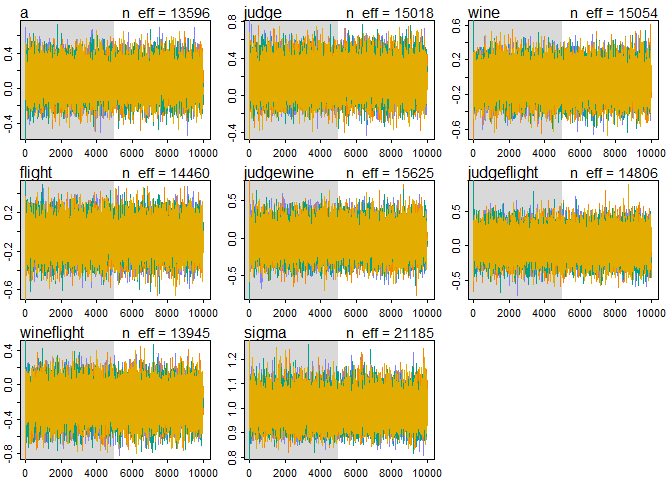 a n_eff = 13596
0.4
0.0
-0.4
0 2000 4000 6000 8000 10000
judge n_eff = 15018
0.8
0.4
0.0
-0.4
0 2000 4000 6000 8000 10000
wine n_eff = 15054
0.6
0.2
-0.2
-0.6
0 2000 4000 6000 8000 10000
flight n_eff = 14460
0.2
-0.2
-0.6
0 2000 4000 6000 8000 10000
judgewine n_eff = 15625
0.5
0.0
-0.5
0 2000 4000 6000 8000 10000
judgeflight n_eff = 14806
0.5
0.0
-0.5
0 2000 4000 6000 8000 10000
wineflight n_eff = 13945
0.4
0.0
-0.4
-0.8
0 2000 4000 6000 8000 10000
sigma n_eff = 21185
1.2
1.1
1.0
0.9
0.8
0 2000 4000 6000 8000 10000